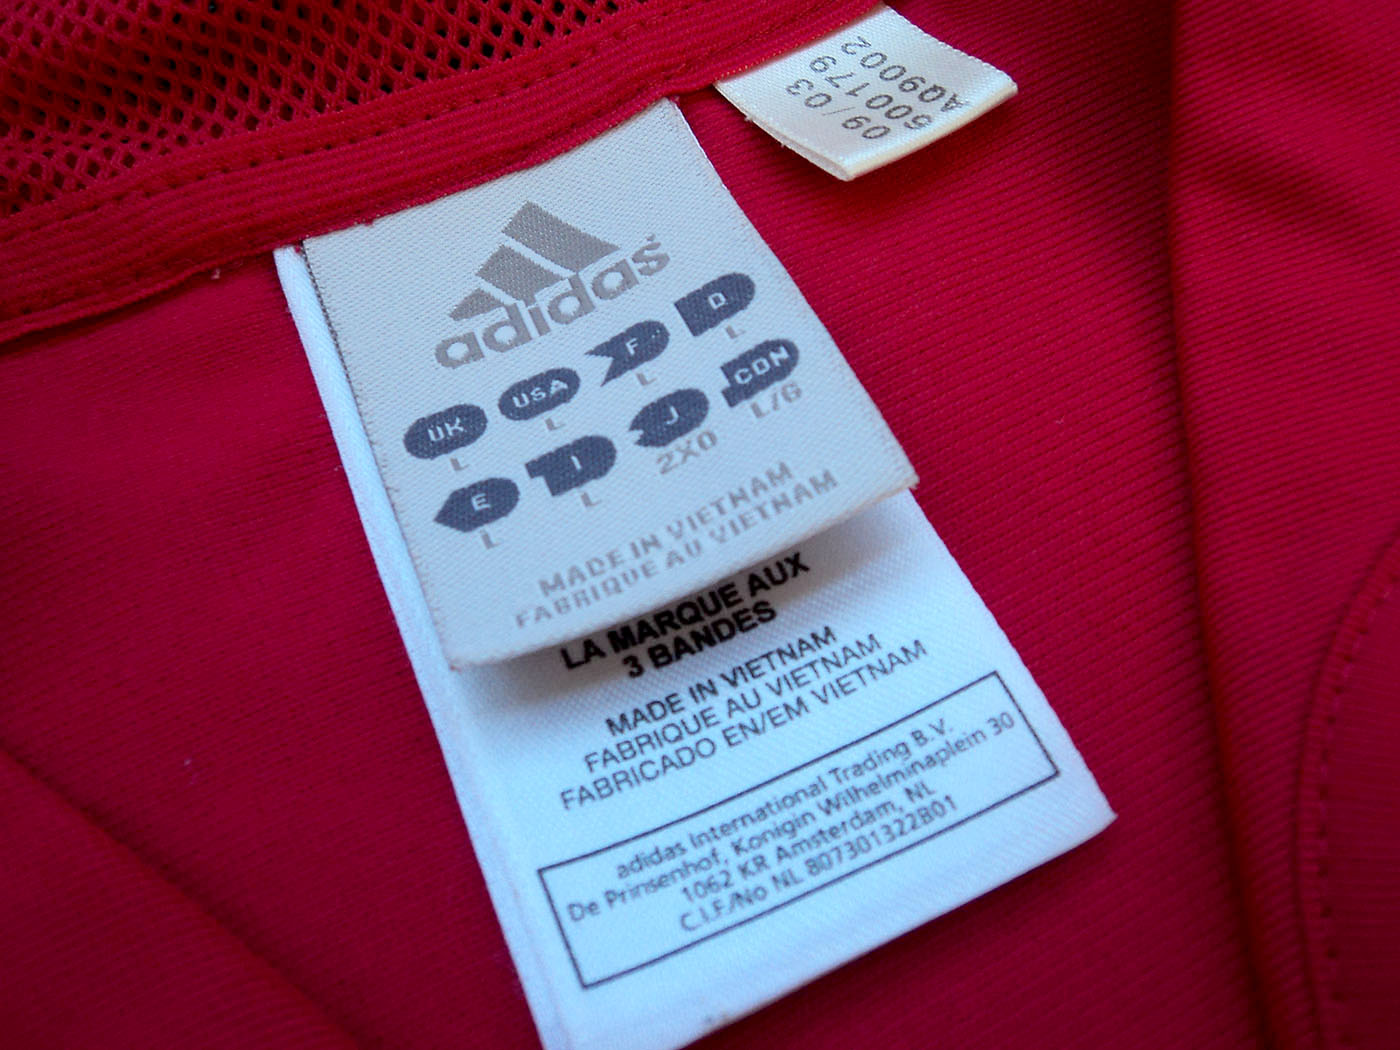 09/03
600179
AQ9002
adidas
UK USA F D
L L L L
E I J CDN
L L 2XO L/G
MADE IN VIETNAM
FABRIQUE AU VIETNAM
LA MARQUE AUX
3 BANDES
MADE IN VIETNAM
FABRIQUE AU VIETNAM
FABRICADO EN/EM VIETNAM
adidas International Trading B.V.
De Prinsenhof, Konigin Wilhelminaplein 30
1062 KR Amsterdam, NL
C.I.F./No NL 807301322B01